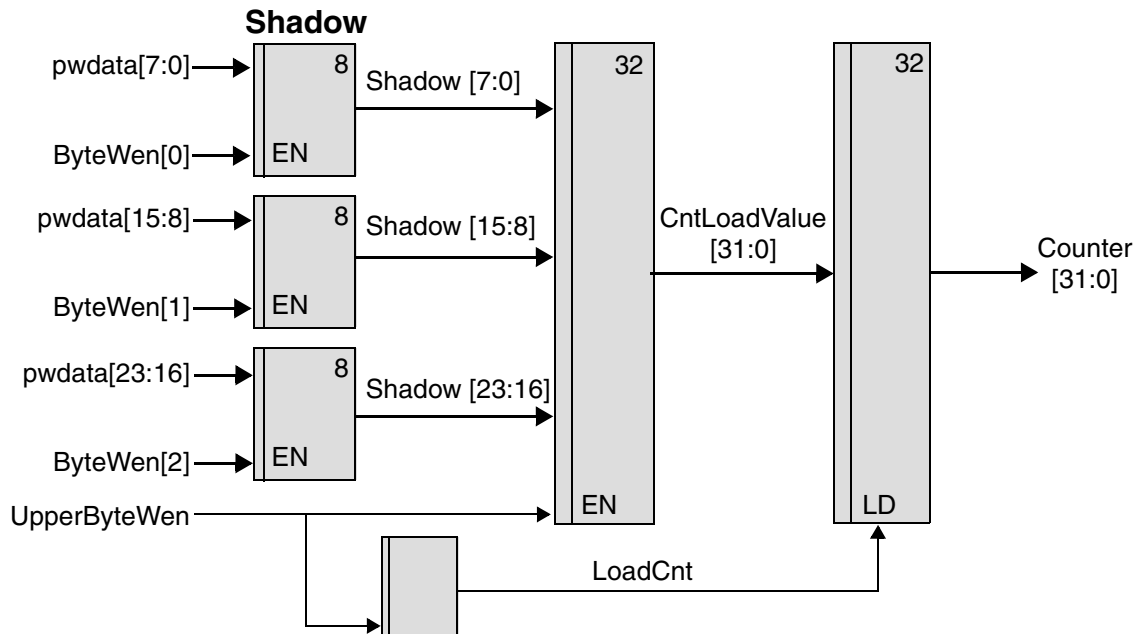 Shadow
pwdata[7:0]
8
Shadow [7:0]
32
32
ByteWen[0]
EN
pwdata[15:8]
8
Shadow [15:8]
CntLoadValue
[31:0]
Counter
[31:0]
ByteWen[1]
EN
pwdata[23:16]
8
Shadow [23:16]
ByteWen[2]
EN
UpperByteWen
EN
LD
LoadCnt